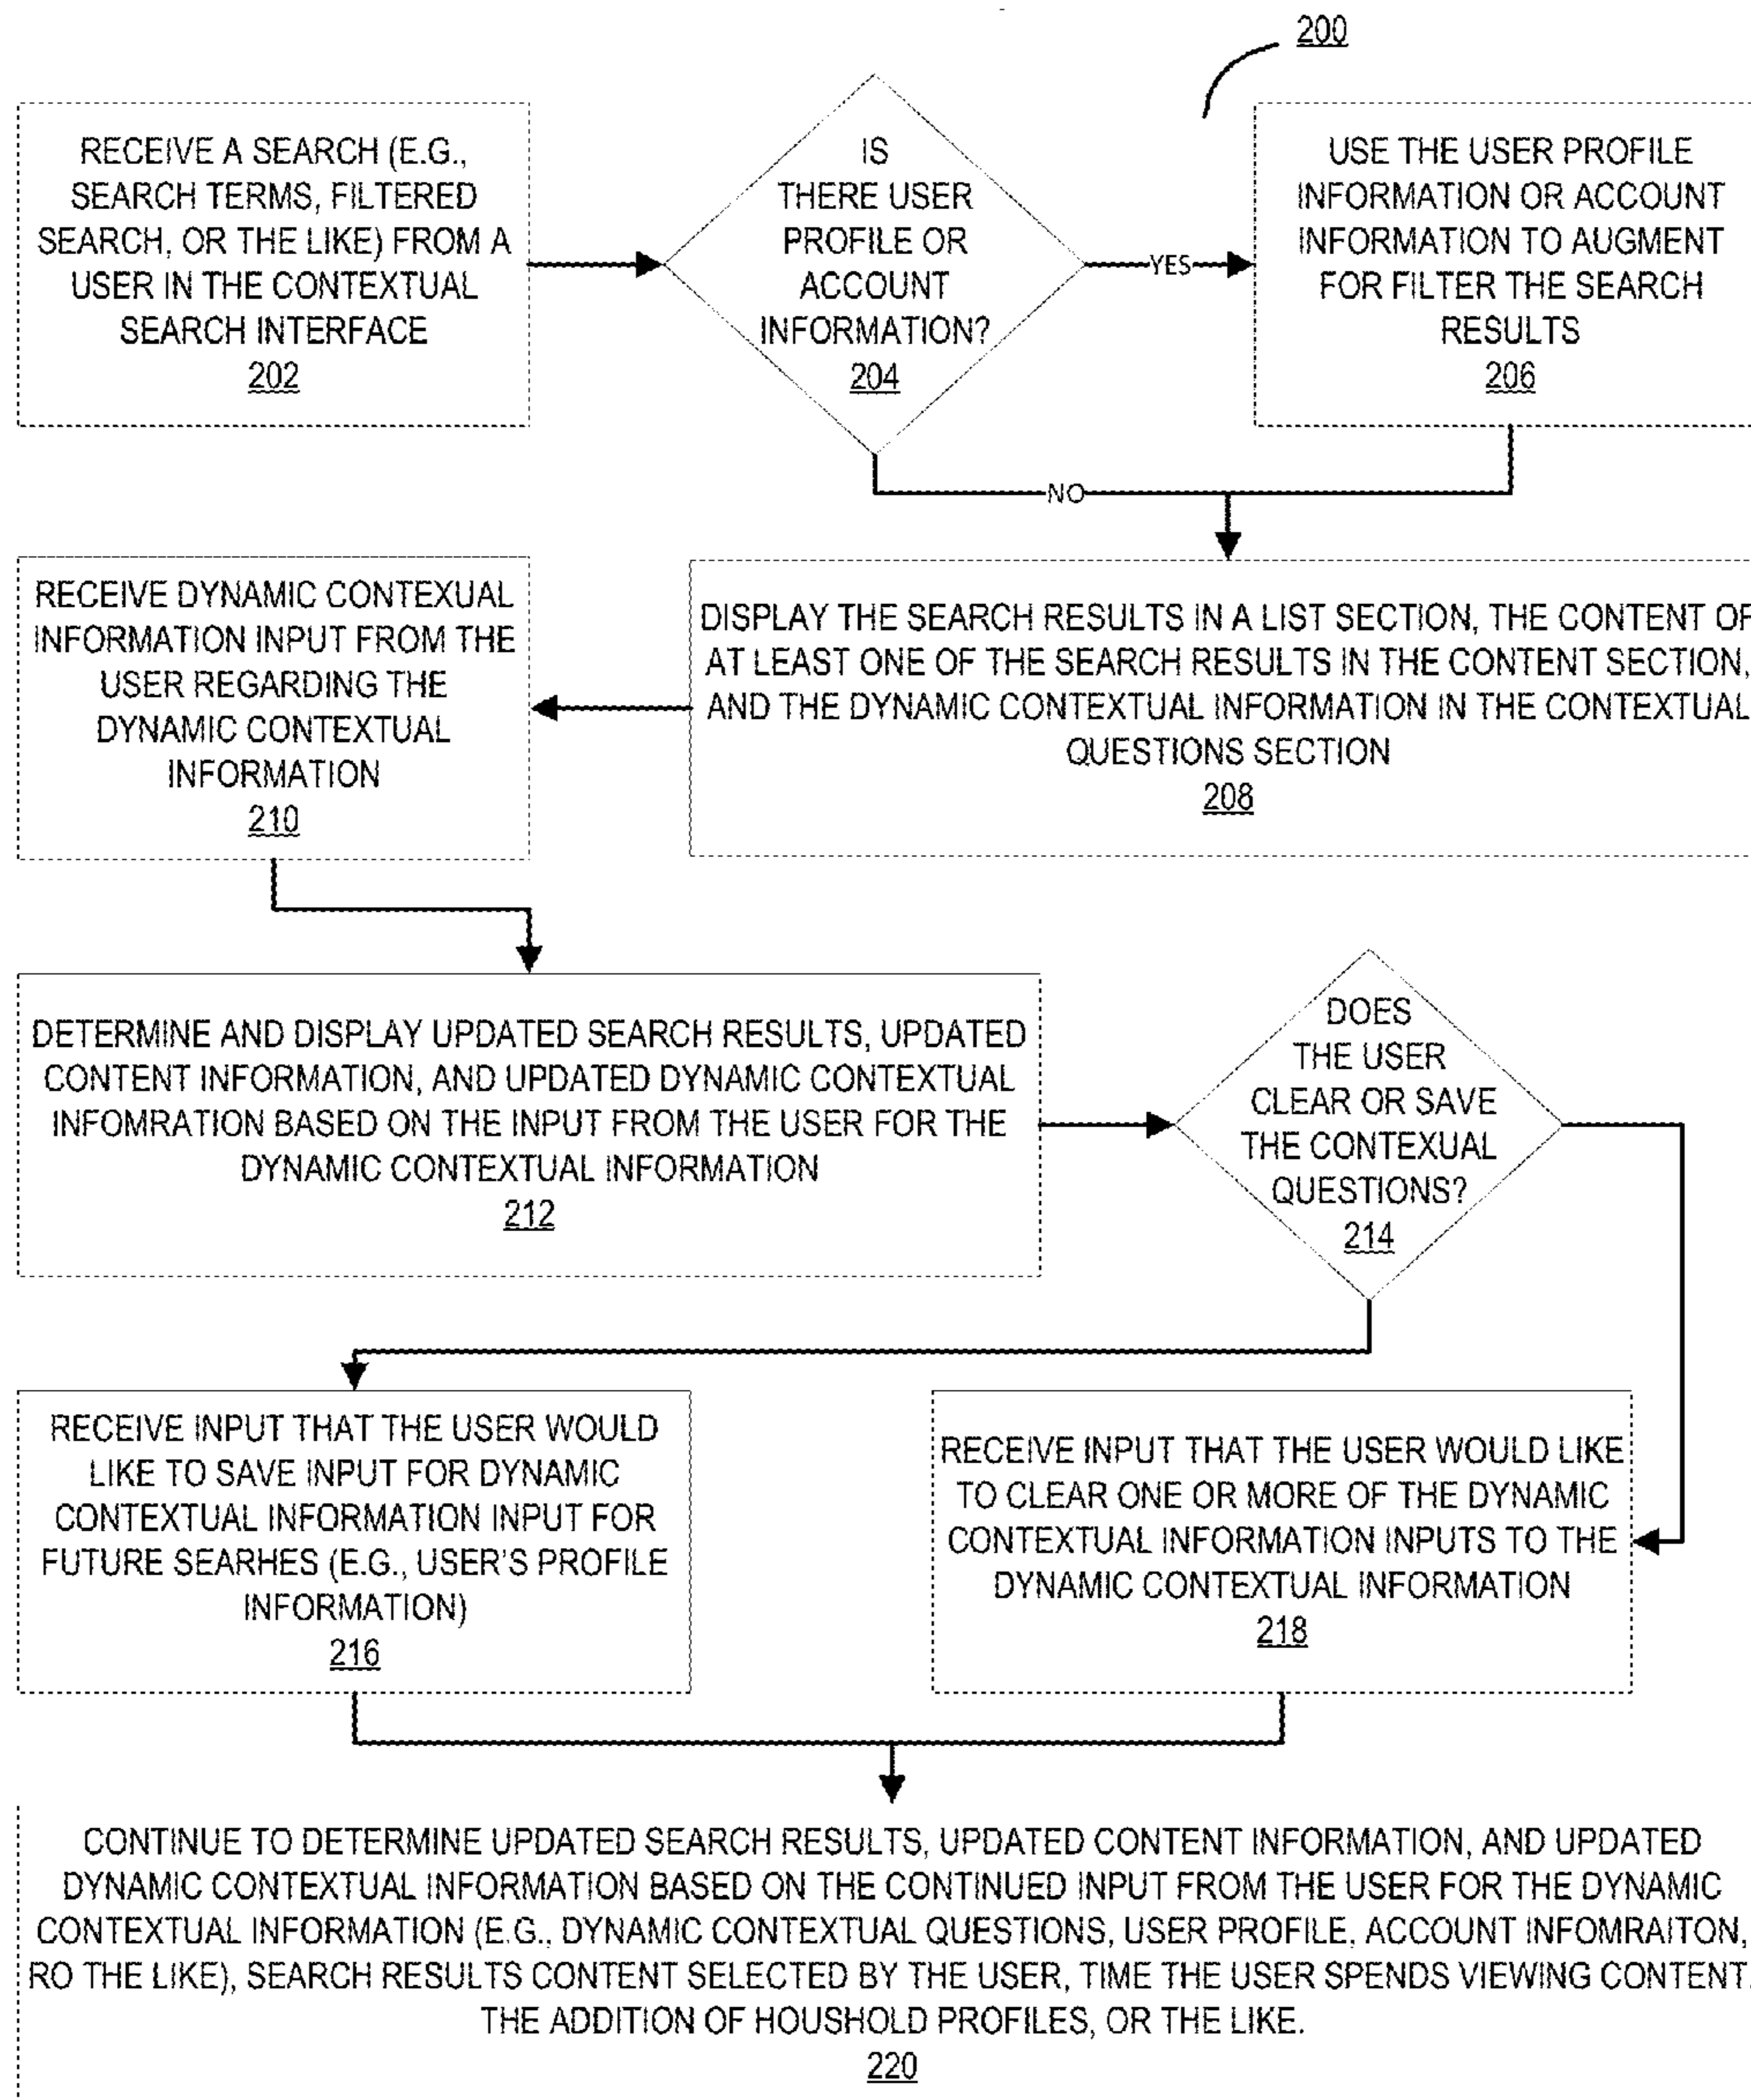 200
RECEIVE A SEARCH (E.G.,
SEARCH TERMS, FILTERED
SEARCH, OR THE LIKE) FROM A
USER IN THE CONTEXTUAL
SEARCH INTERFACE
202
IS
THERE USER
PROFILE OR
ACCOUNT
INFORMATION?
204
YES
USE THE USER PROFILE
INFORMATION OR ACCOUNT
INFORMATION TO AUGMENT
FOR FILTER THE SEARCH
RESULTS
206
NO
DISPLAY THE SEARCH RESULTS IN A LIST SECTION, THE CONTENT OF
AT LEAST ONE OF THE SEARCH RESULTS IN THE CONTENT SECTION,
AND THE DYNAMIC CONTEXTUAL INFORMATION IN THE CONTEXTUAL
QUESTIONS SECTION
208
RECEIVE DYNAMIC CONTEXUAL
INFORMATION INPUT FROM THE
USER REGARDING THE
DYNAMIC CONTEXTUAL
INFORMATION
210
DETERMINE AND DISPLAY UPDATED SEARCH RESULTS, UPDATED
CONTENT INFORMATION, AND UPDATED DYNAMIC CONTEXTUAL
INFOMRATION BASED ON THE INPUT FROM THE USER FOR THE
DYNAMIC CONTEXTUAL INFORMATION
212
DOES
THE USER
CLEAR OR SAVE
THE CONTEXUAL
QUESTIONS?
214
RECEIVE INPUT THAT THE USER WOULD
LIKE TO SAVE INPUT FOR DYNAMIC
CONTEXTUAL INFORMATION INPUT FOR
FUTURE SEARHES (E.G., USER'S PROFILE
INFORMATION)
216
RECEIVE INPUT THAT THE USER WOULD LIKE
TO CLEAR ONE OR MORE OF THE DYNAMIC
CONTEXTUAL INFORMATION INPUTS TO THE
DYNAMIC CONTEXTUAL INFORMATION
218
CONTINUE TO DETERMINE UPDATED SEARCH RESULTS, UPDATED CONTENT INFORMATION, AND UPDATED
DYNAMIC CONTEXTUAL INFORMATION BASED ON THE CONTINUED INPUT FROM THE USER FOR THE DYNAMIC
CONTEXTUAL INFORMATION (E.G., DYNAMIC CONTEXTUAL QUESTIONS, USER PROFILE, ACCOUNT INFOMRAITON,
RO THE LIKE), SEARCH RESULTS CONTENT SELECTED BY THE USER, TIME THE USER SPENDS VIEWING CONTENT,
THE ADDITION OF HOUSHOLD PROFILES, OR THE LIKE.
220